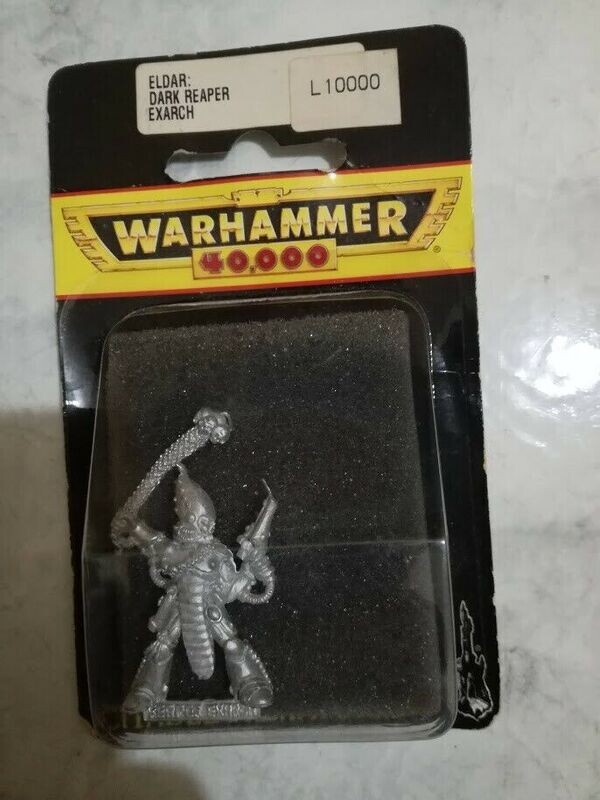 ELDAR:
DARK REAPER
EXARCH
L10000
WARHAMMER
40,000
®